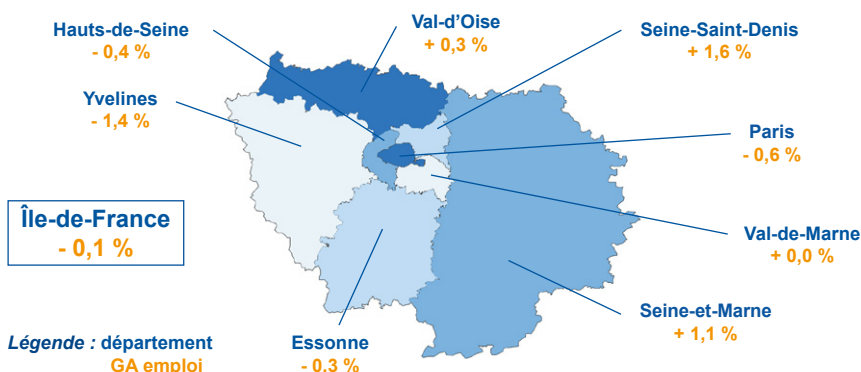 Hauts-de-Seine
- 0,4 %
Val-d'Oise
+ 0,3 %
Seine-Saint-Denis
+ 1,6 %
Yvelines
- 1,4 %
Paris
- 0,6 %
Île-de-France
- 0,1 %
Val-de-Marne
+ 0,0 %
Seine-et-Marne
+ 1,1 %
Essonne
- 0,3 %
Légende : département
GA emploi